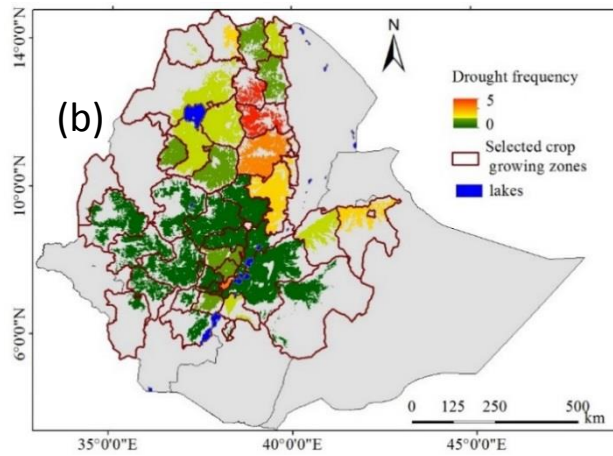 14°0'0"N
N
(b)
Drought frequency
5
0
Selected crop
growing zones
lakes
10°0'0"N
6°0'0"N
0 125 250 500
km
35°0'0"E 40°0'0"E 45°0'0"E